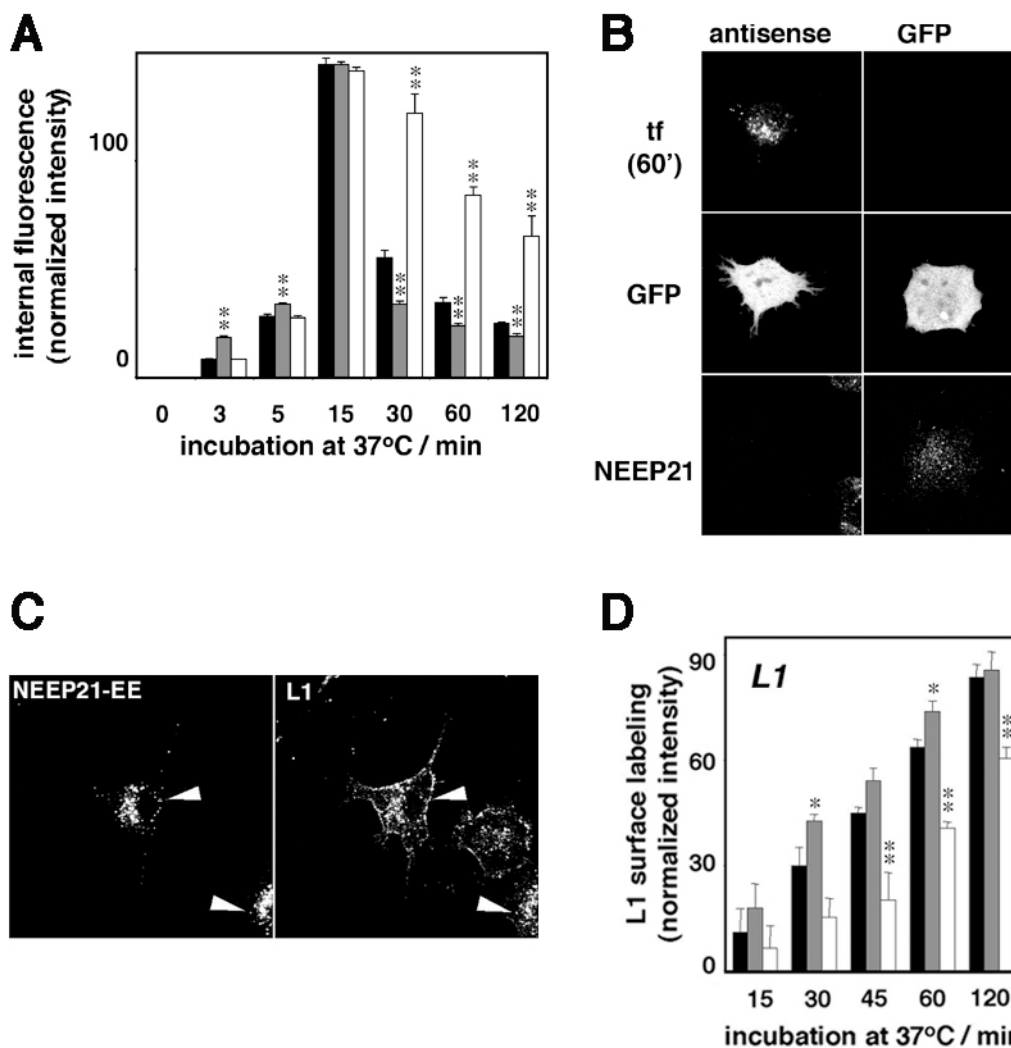 A
internal fluorescence
(normalized intensity)
100
0
** ** ** ** ** ** ** **
0 3 5 15 30 60 120
incubation at 37°C / min
B
antisense GFP
tf
(60')
GFP
NEEP21
C
NEEP21-EE L1
D
L1 surface labeling
(normalized intensity)
90
60
30
0
L1
* ** * ** **
15 30 45 60 120
incubation at 37°C / min